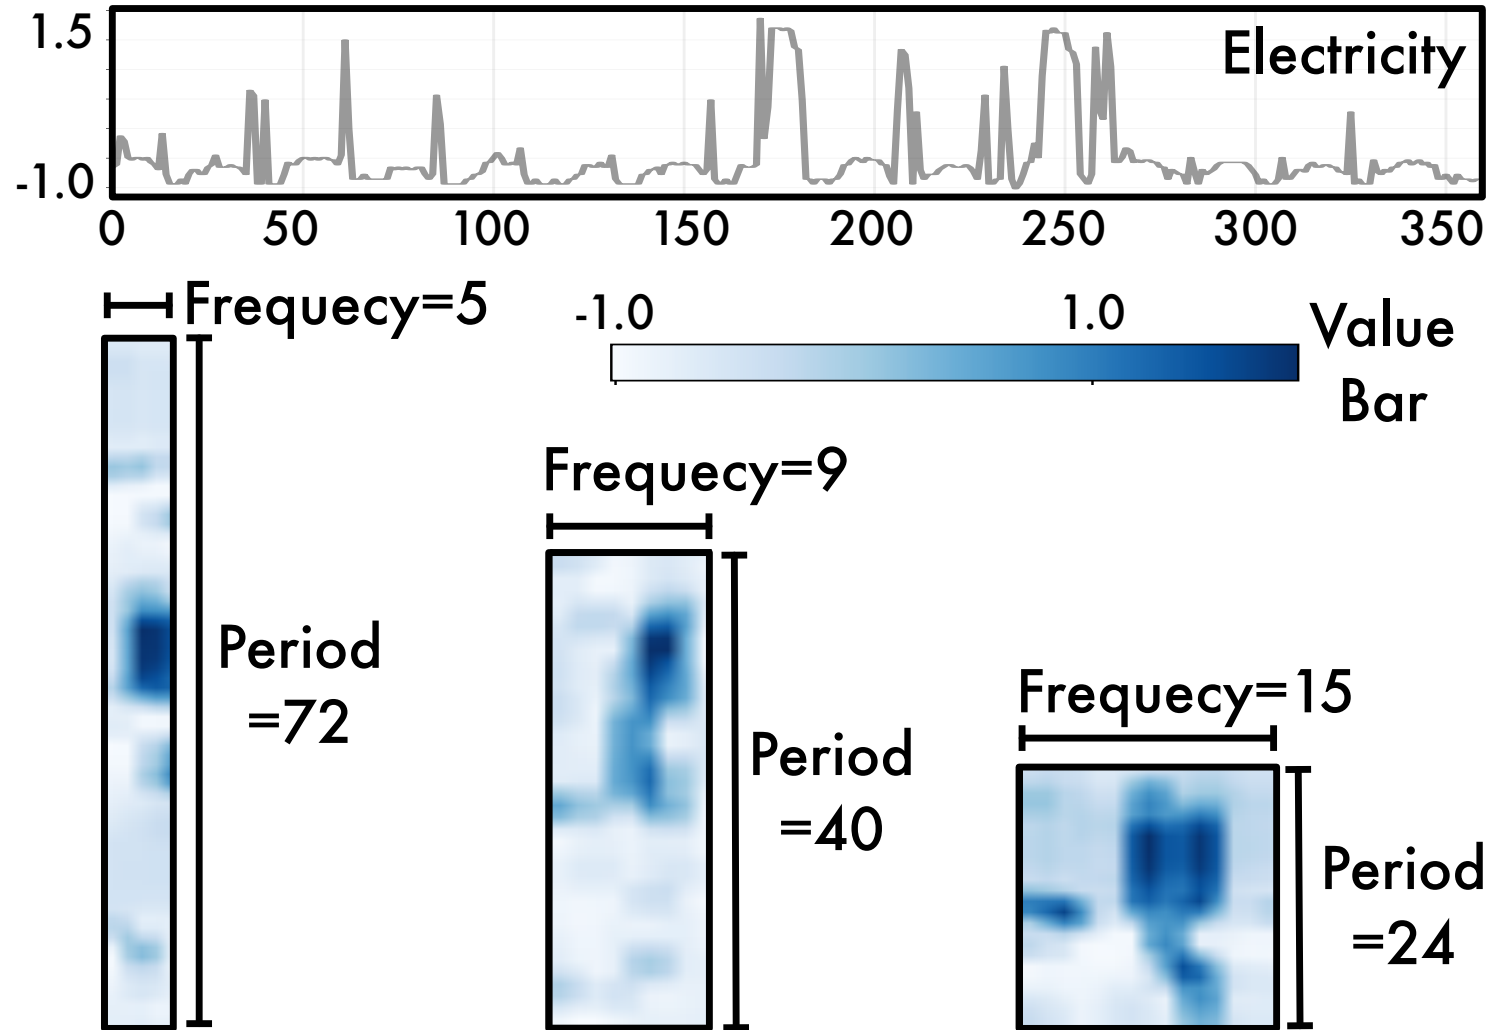 1.5
Electricity
-1.0
0 50 100 150 200 250 300 350
Frequecy=5
-1.0 1.0
Value
Bar
Frequecy=9
Period
=72
Frequecy=15
Period
=40
Period
=24